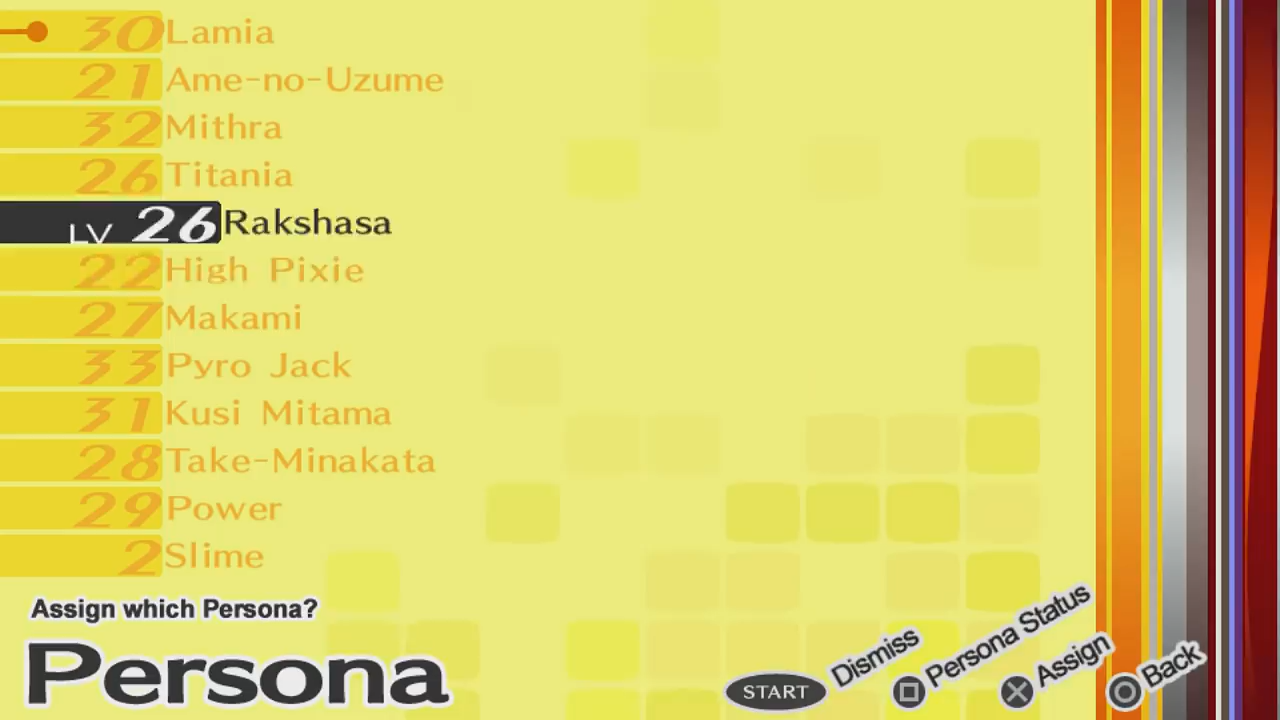 30 Lamia
21 Ame-no-Uzume
32 Mithra
26 Titania
LV 26 Rakshasa
22 High Pixie
27 Makami
33 Pyro Jack
31 Kusi Mitama
28 Take-Minakata
29 Power
2 Slime
Assign which Persona?
Persona
START Dismiss
Persona Status
Assign
Back